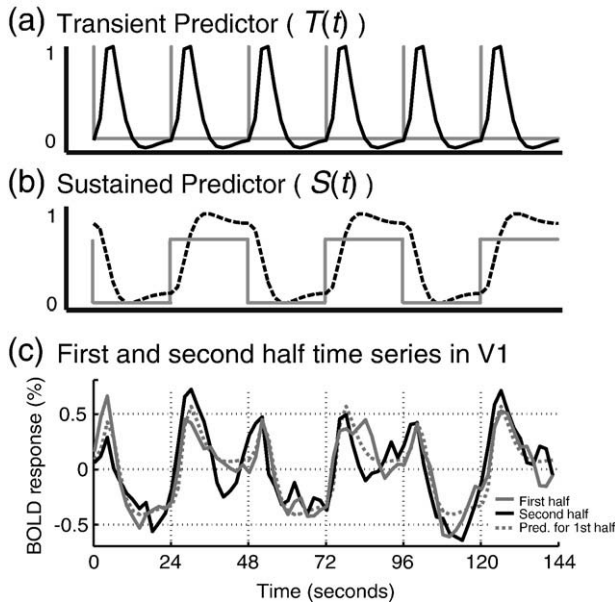 (a) Transient Predictor ( T(t) )
1
0
(b) Sustained Predictor ( S(t) )
1
0
(c) First and second half time series in V1
BOLD response (%)
0.5
0
-0.5
First half
Second half
Pred. for 1st half
0 24 48 72 96 120 144
Time (seconds)